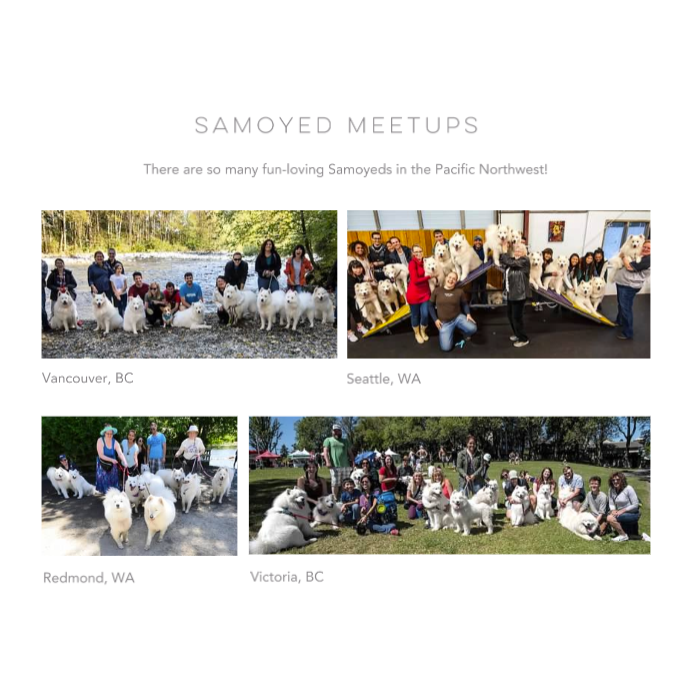 SAMOYED MEETUPS
There are so many fun-loving Samoyeds in the Pacific Northwest!
Vancouver, BC
Seattle, WA
Redmond, WA
Victoria, BC